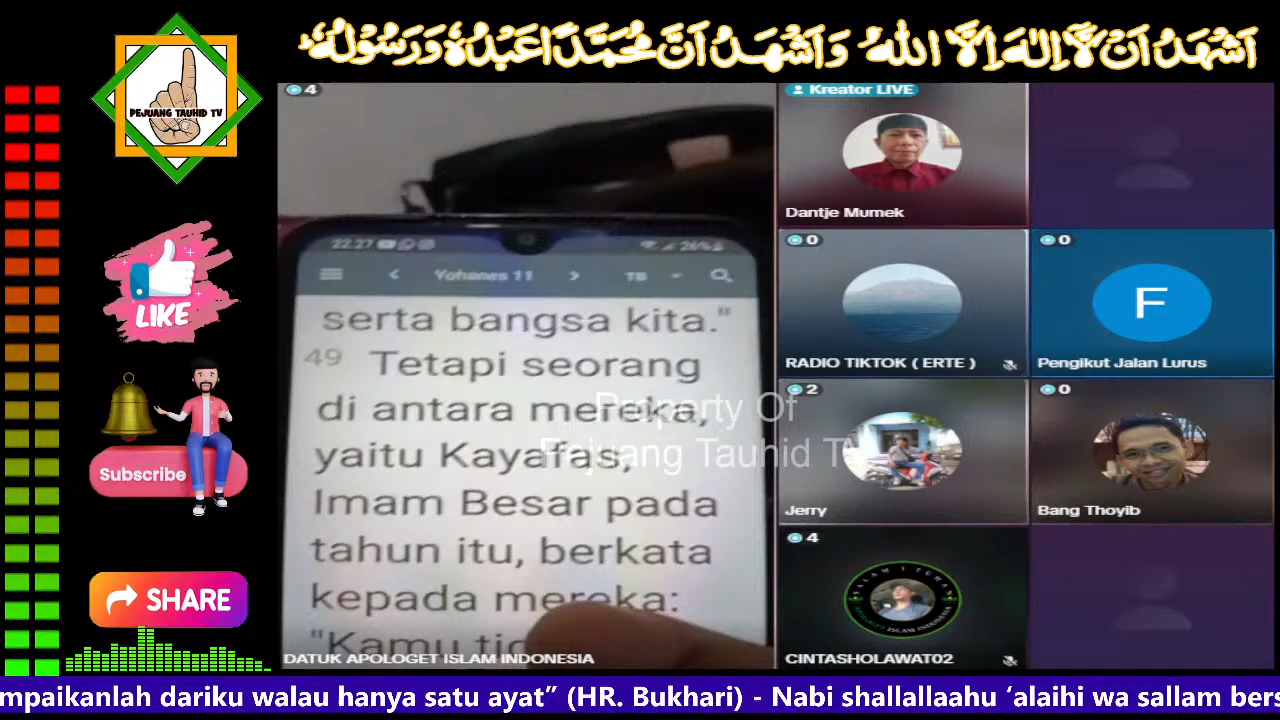 اَشْهَدُ اَنْ لَّآ اِلٰهَ اِلَّا اللّٰهُ وَاَشْهَدُ اَنَّ مُحَمَّدًا عَبْدُهٗ وَرَسُوْلُهٗ
PEJUANG TAUHID TV
LIKE
Subscribe
SHARE
4
22.27
26%
Yohanes 11
TB
serta bangsa kita."
49 Tetapi seorang
di antara mereka,
yaitu Kayafas,
Imam Besar pada
tahun itu, berkata
kepada mereka:
"Kamu
DATUK APOLOGET ISLAM INDONESIA
Property Of
Pejuang Tauhid TV
Kreator LIVE
Dantje Mumek
0
RADIO TIKTOK ( ERTE )
0
F
Pengikut Jalan Lurus
2
Jerry
0
Bang Thoyib
4
CINTASHOLAWAT02
mpaikanlah dariku walau hanya satu ayat” (HR. Bukhari) - Nabi shallallaahu ‘alaihi wa sallam bers